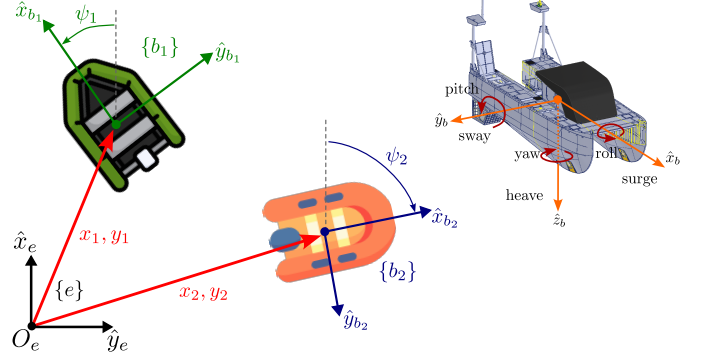 x̂_{b_1}
ψ_1
{b_1}
ŷ_{b_1}
x_1, y_1
x̂_e
{e}
O_e
ŷ_e
ψ_2
x̂_{b_2}
x_2, y_2
{b_2}
ŷ_{b_2}
pitch
ŷ_b
sway
yaw
roll
x̂_b
surge
heave
ẑ_b